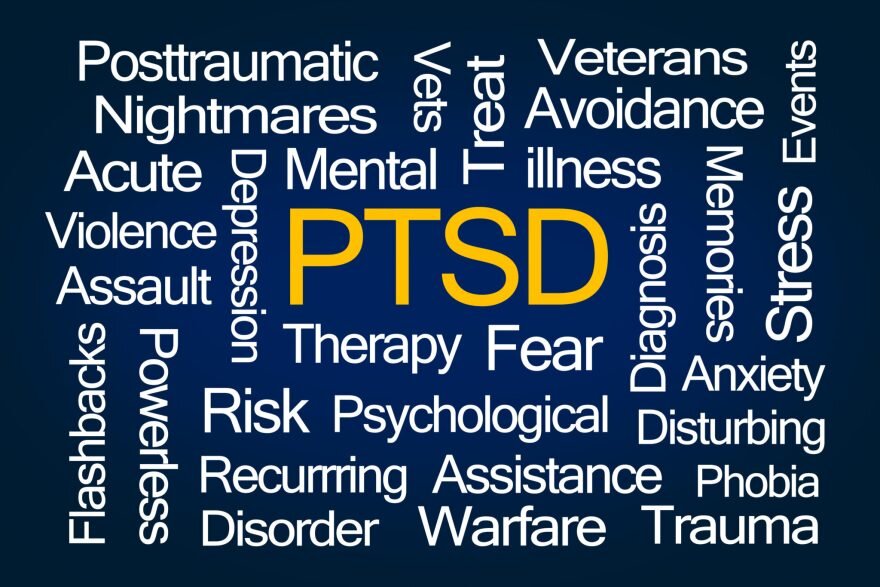 Posttraumatic
Vets
Treat
Veterans
Events
Nightmares
Avoidance
Acute
Depression
Mental
illness
Memories
Violence
PTSD
Diagnosis
Stress
Assault
Flashbacks
Powerless
Therapy
Fear
Anxiety
Risk
Psychological
Disturbing
Recurrring
Assistance
Phobia
Disorder
Warfare
Trauma